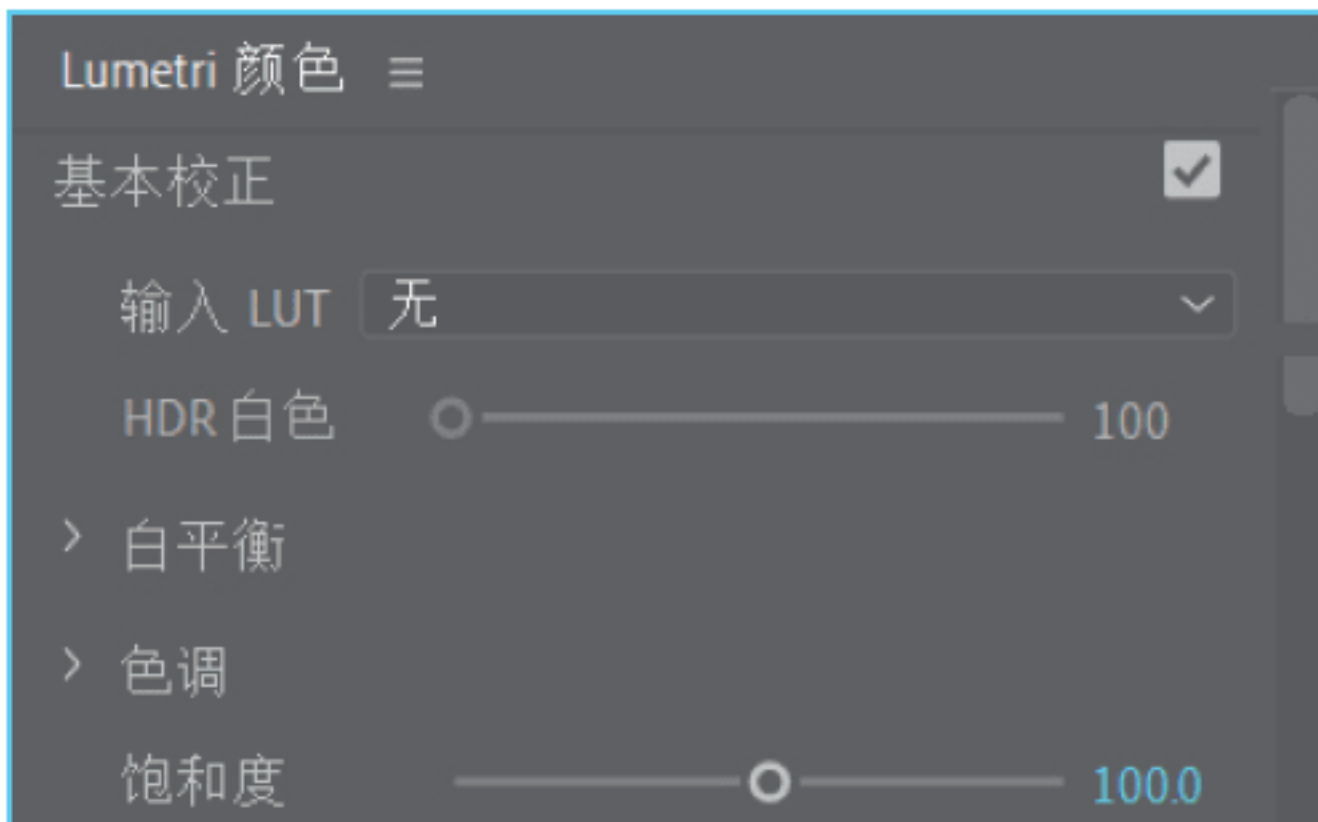 Lumetri 颜色
基本校正
输入 LUT 无
HDR 白色 100
白平衡
色调
饱和度 100.0